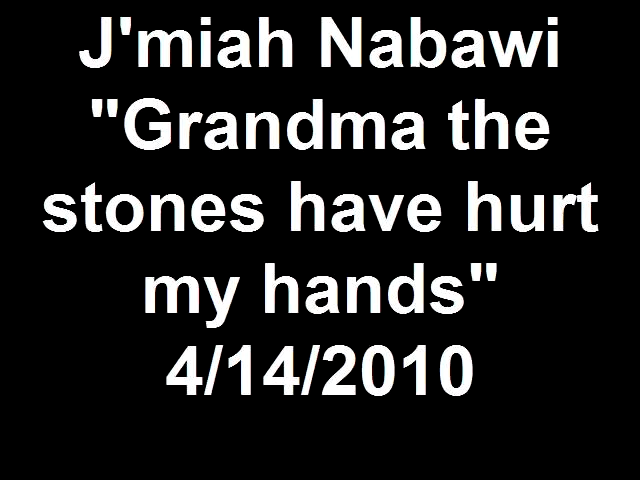 J'miah Nabawi
"Grandma the
stones have hurt
my hands"
4/14/2010